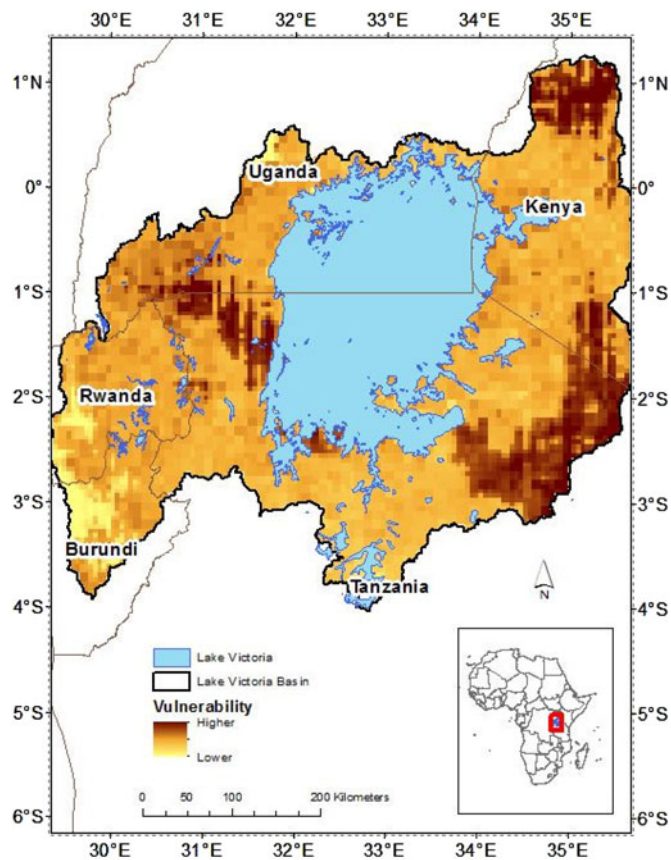 30°E 31°E 32°E 33°E 34°E 35°E
1°N 1°N
Uganda
0° 0°
Kenya
1°S 1°S
2°S 2°S
Rwanda
3°S 3°S
Burundi
Tanzania
4°S 4°S
N
Lake Victoria
Lake Victoria Basin
Vulnerability
Higher
5°S 5°S
Lower
0 50 100 200 Kilometers
6°S 6°S
30°E 31°E 32°E 33°E 34°E 35°E